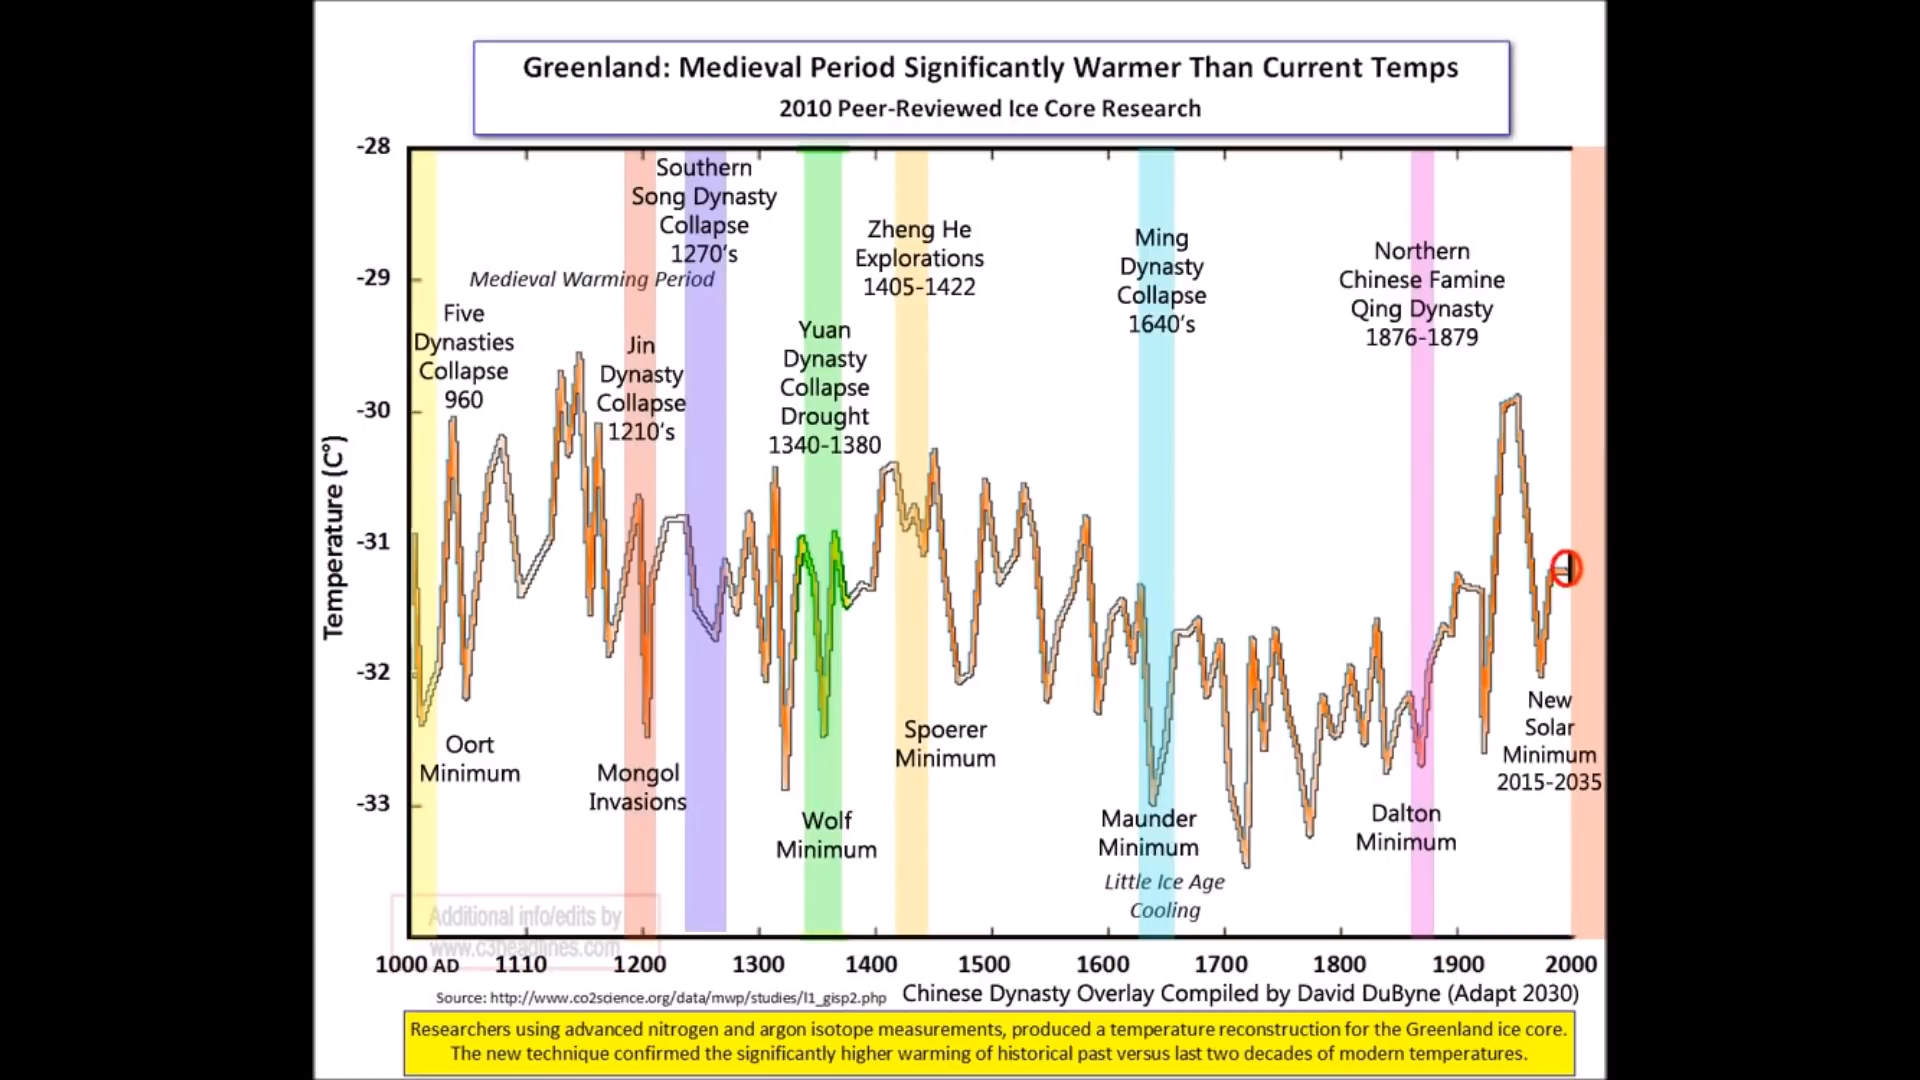 Greenland: Medieval Period Significantly Warmer Than Current Temps
2010 Peer-Reviewed Ice Core Research
-28
-29
-30
-31
-32
-33
Temperature (C°)
Medieval Warming Period
Five
Dynasties
Collapse
960
Jin
Dynasty
Collapse
1210's
Southern
Song Dynasty
Collapse
1270's
Yuan
Dynasty
Collapse
Drought
1340-1380
Zheng He
Explorations
1405-1422
Ming
Dynasty
Collapse
1640's
Northern
Chinese Famine
Qing Dynasty
1876-1879
Oort
Minimum
Mongol
Invasions
Wolf
Minimum
Spoerer
Minimum
Maunder
Minimum
Little Ice Age
Cooling
Dalton
Minimum
New
Solar
Minimum
2015-2035
Additional info/edits by
www.c3headlines.com
1000 AD 1110 1200 1300 1400 1500 1600 1700 1800 1900 2000
Source: http://www.co2science.org/data/mwp/studies/l1_gisp2.php
Chinese Dynasty Overlay Compiled by David DuByne (Adapt 2030)
Researchers using advanced nitrogen and argon isotope measurements, produced a temperature reconstruction for the Greenland ice core.
The new technique confirmed the significantly higher warming of historical past versus last two decades of modern temperatures.